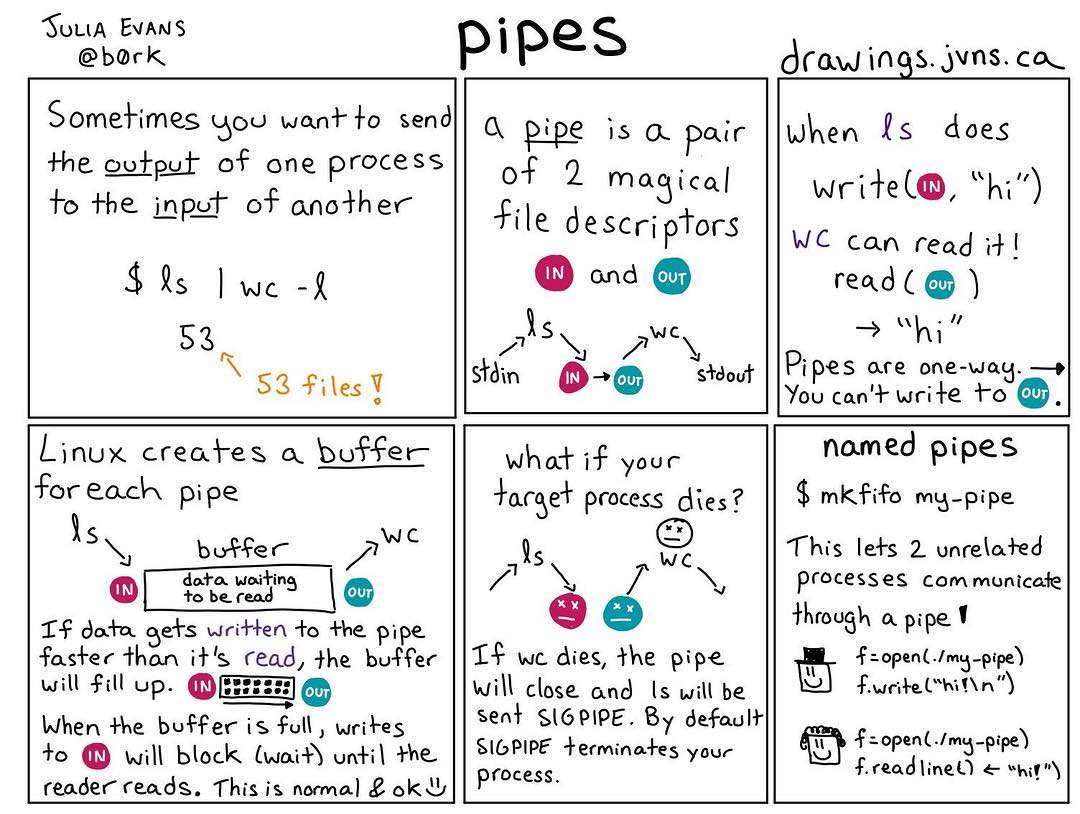 JULIA EVANS
@b0rk
pipes
drawings.jvns.ca
Sometimes you want to send
the output of one process
to the input of another
$ ls | wc -l
53
53 files!
a pipe is a pair
of 2 magical
file descriptors
IN and OUT
ls
wc
stdin
IN
OUT
stdout
when ls does
write(IN, "hi")
wc can read it!
read(OUT)
→ "hi"
Pipes are one-way. →
You can't write to OUT.
Linux creates a buffer
for each pipe
ls
buffer
wc
IN
data waiting
to be read
OUT
If data gets written to the pipe
faster than it's read, the buffer
will fill up. IN OUT
When the buffer is full, writes
to IN will block (wait) until the
reader reads. This is normal & ok
what if your
target process dies?
ls
wc
If wc dies, the pipe
will close and ls will be
sent SIGPIPE. By default
SIGPIPE terminates your
process.
named pipes
$ mkfifo my-pipe
This lets 2 unrelated
processes communicate
through a pipe!
f=open(./my-pipe)
f.write("hi!\n")
f=open(./my-pipe)
f.readline() ← "hi!")